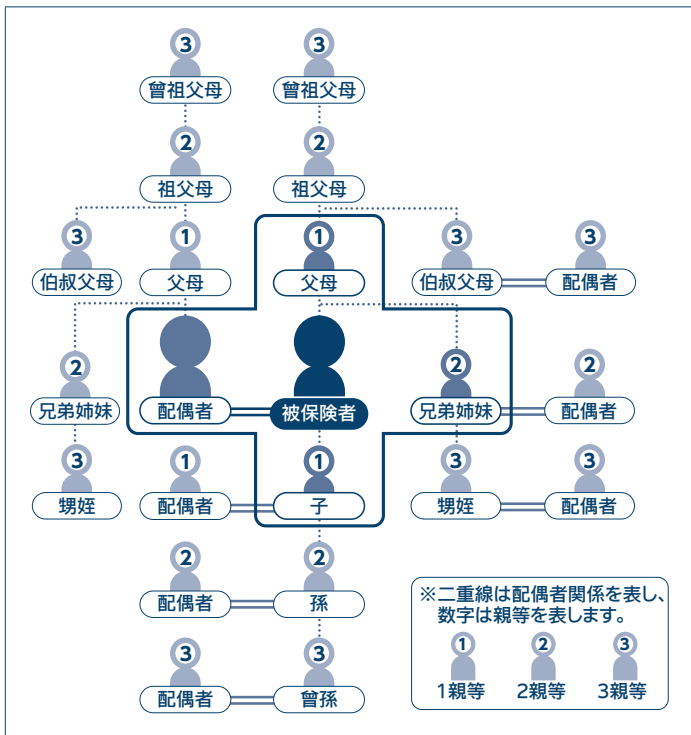 3 3
曾祖父母 曾祖父母
2 2
祖父母 祖父母
3 1 1 3 3
伯叔父母 父母 父母 伯叔父母 配偶者
2 2 2
兄弟姉妹 配偶者 被保険者 兄弟姉妹 配偶者
3 1 1 3 3
甥姪 配偶者 子 甥姪 配偶者
2 2
配偶者 孫
3 3
配偶者 曾孫
※二重線は配偶者関係を表し、
数字は親等を表します。
1 2 3
1親等 2親等 3親等